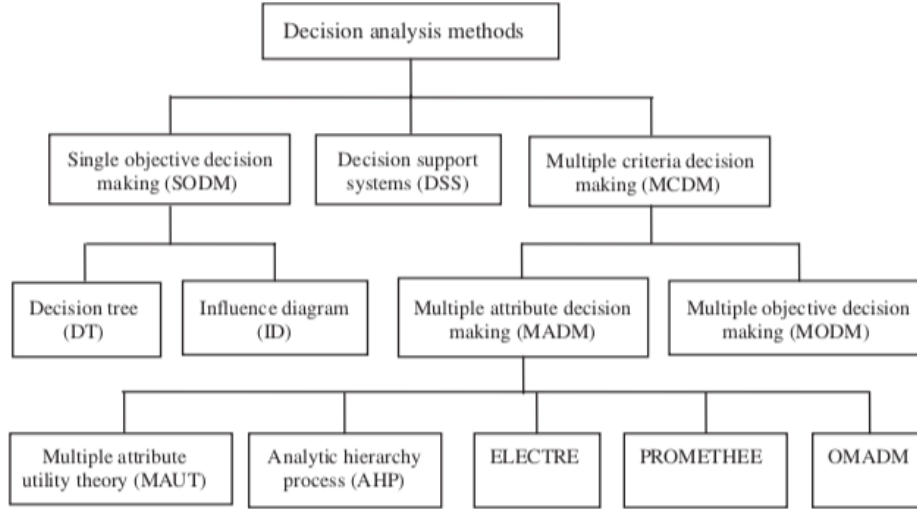 Decision analysis methods
Single objective decision
making (SODM)
Decision support
systems (DSS)
Multiple criteria decision
making (MCDM)
Decision tree
(DT)
Influence diagram
(ID)
Multiple attribute decision
making (MADM)
Multiple objective decision
making (MODM)
Multiple attribute
utility theory (MAUT)
Analytic hierarchy
process (AHP)
ELECTRE
PROMETHEE
OMADM